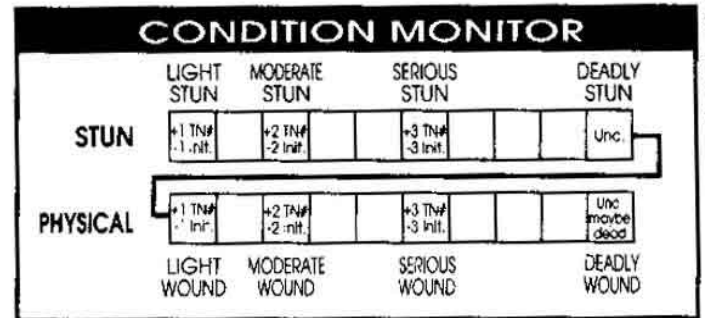 CONDITION MONITOR
LIGHT MODERATE SERIOUS DEADLY
STUN STUN STUN STUN
STUN
+1 TN# +2 TN# +3 TN# Unc.
-1 Init. -2 Init. -3 Init.
PHYSICAL
+1 TN# +2 TN# +3 TN# Unc
-1 Init. -2 Init. -3 Init. maybe
dead
LIGHT MODERATE SERIOUS DEADLY
WOUND WOUND WOUND WOUND